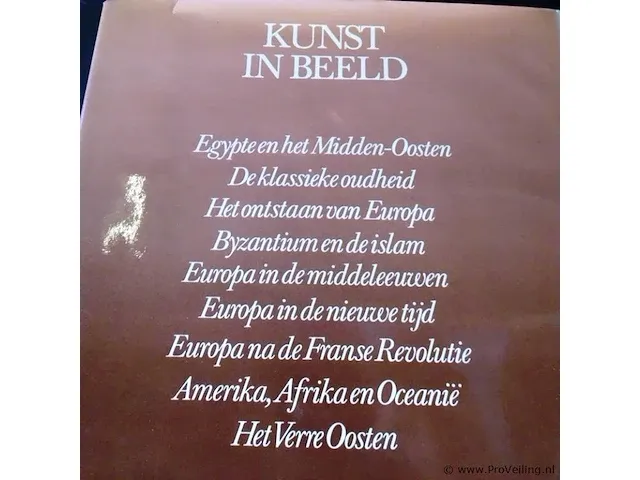 KUNST
IN BEELD
Egypte en het Midden-Oosten
De klassieke oudheid
Het ontstaan van Europa
Byzantium en de islam
Europa in de middeleeuwen
Europa in de nieuwe tijd
Europa na de Franse Revolutie
Amerika, Afrika en Oceanië
Het Verre Oosten
© www.ProVeiling.nl